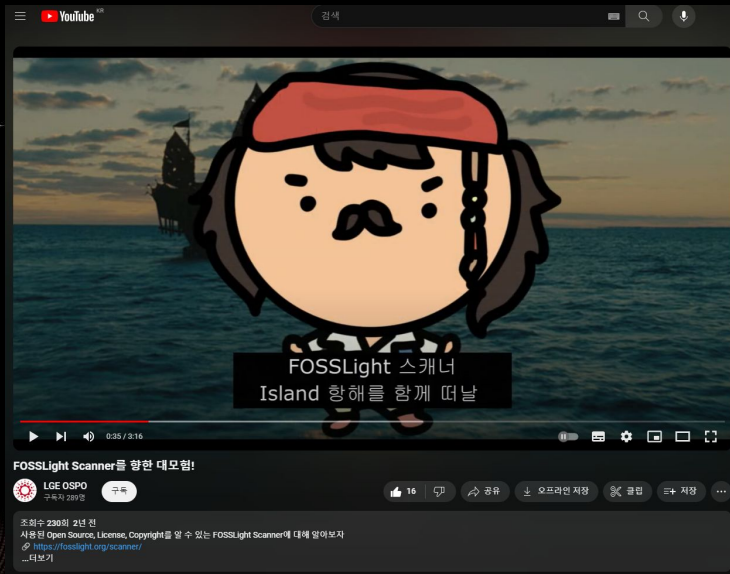 YouTube KR
검색
FOSSLight 스캐너
Island 항해를 함께 떠날
0:35 / 3:16
FOSSLight Scanner를 향한 대모험!
LGE OSPO
구독자 289명
구독
16
공유
오프라인 저장
클립
저장
조회수 230회 2년 전
사용된 Open Source, License, Copyright를 알 수 있는 FOSSLight Scanner에 대해 알아보자
https://fosslight.org/scanner/
...더보기